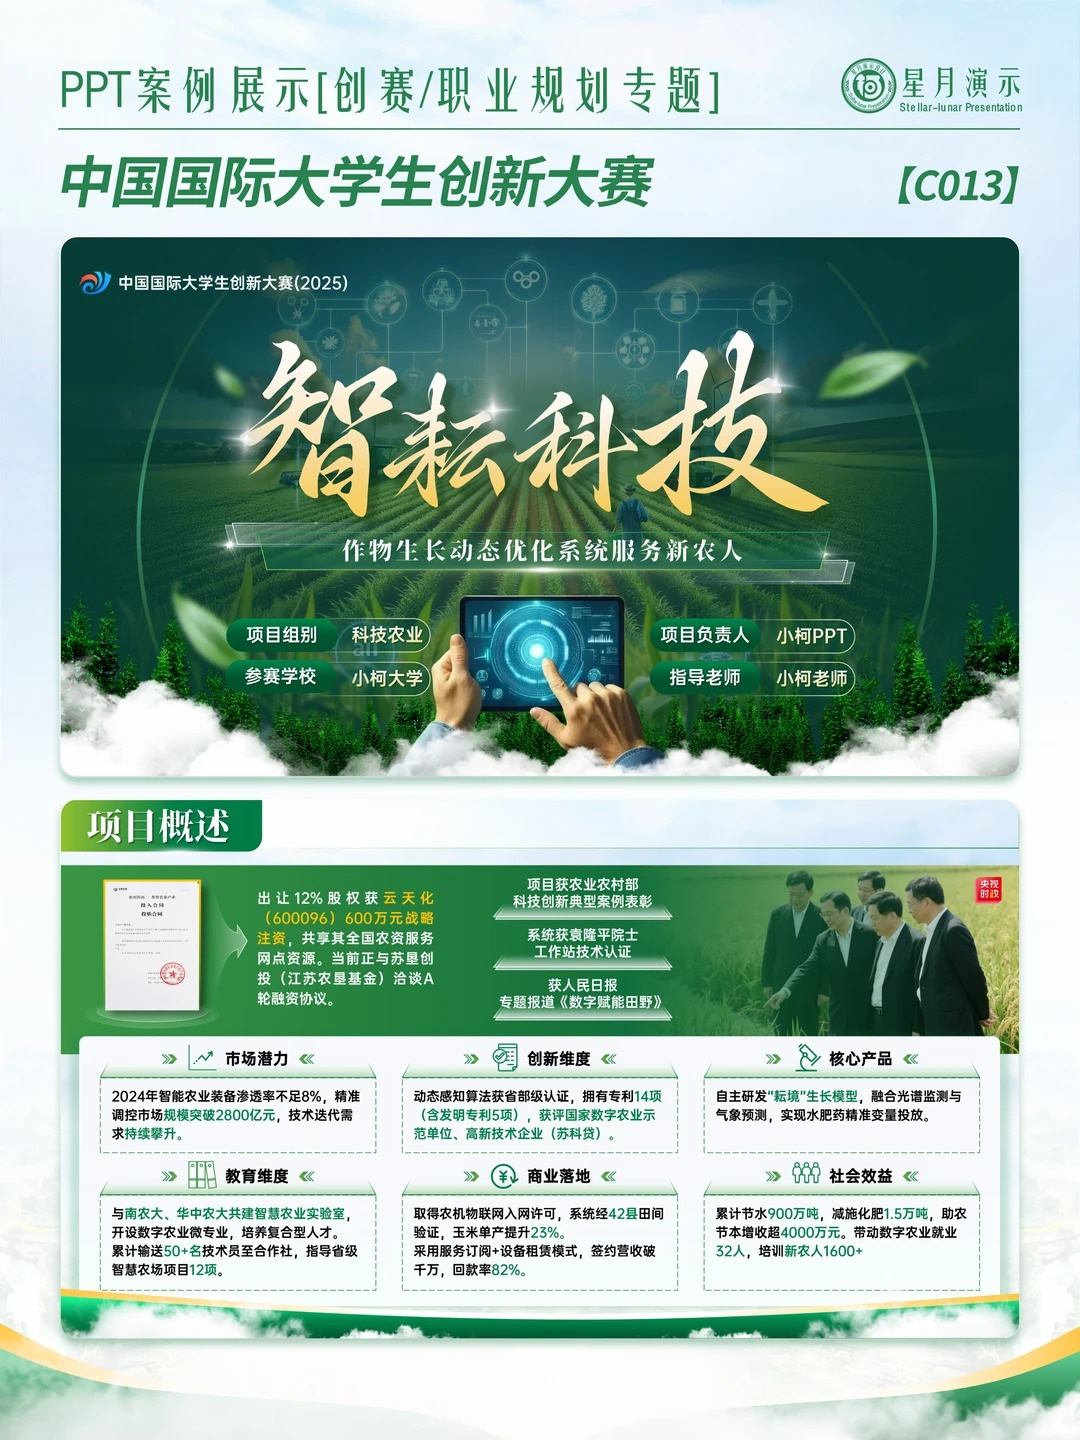 PPT案例展示[创赛/职业规划专题]
星月演示
Stellar-lunar Presentation
中国国际大学生创新大赛
【C013】
中国国际大学生创新大赛(2025)
智耘科技
作物生长动态优化系统服务新农人
项目组别 科技农业
项目负责人 小柯PPT
参赛学校 小柯大学
指导老师 小柯老师
项目概述
投入合同
投航合同
出让12%股权获云天化
（600096）600万元战略
注资，共享其全国农资服务
网点资源。当前正与苏垦创
投（江苏农垦基金）洽谈A
轮融资协议。
项目获农业农村部
科技创新典型案例表彰
系统获袁隆平院士
工作站技术认证
获人民日报
专题报道《数字赋能田野》
央视
时政
市场潜力
2024年智能农业装备渗透率不足8%，精准
调控市场规模突破2800亿元，技术迭代需
求持续攀升。
创新维度
动态感知算法获省部级认证，拥有专利14项
（含发明专利5项），获评国家数字农业示
范单位、高新技术企业（苏科贷）。
核心产品
自主研发"耘境"生长模型，融合光谱监测与
气象预测，实现水肥药精准变量投放。
教育维度
与南农大、华中农大共建智慧农业实验室，
开设数字农业微专业，培养复合型人才。
累计输送50+名技术员至合作社，指导省级
智慧农场项目12项。
商业落地
取得农机物联网入网许可，系统经42县田间
验证，玉米单产提升23%。
采用服务订阅+设备租赁模式，签约营收破
千万，回款率82%。
社会效益
累计节水900万吨，减施化肥1.5万吨，助农
节本增收超4000万元。带动数字农业就业
32人，培训新农人1600+